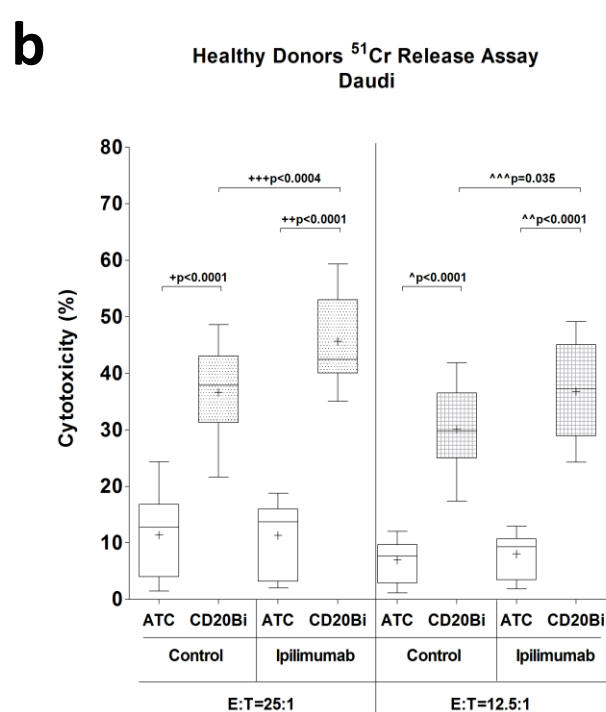 b
Healthy Donors ⁵¹Cr Release Assay
Daudi
Cytotoxicity (%)
80
70
60
50
40
30
20
10
0
+++p<0.0004
++p<0.0001
+p<0.0001
^^^p=0.035
^^p<0.0001
^p<0.0001
ATC CD20Bi ATC CD20Bi ATC CD20Bi ATC CD20Bi
Control Ipilimumab Control Ipilimumab
E:T=25:1 E:T=12.5:1